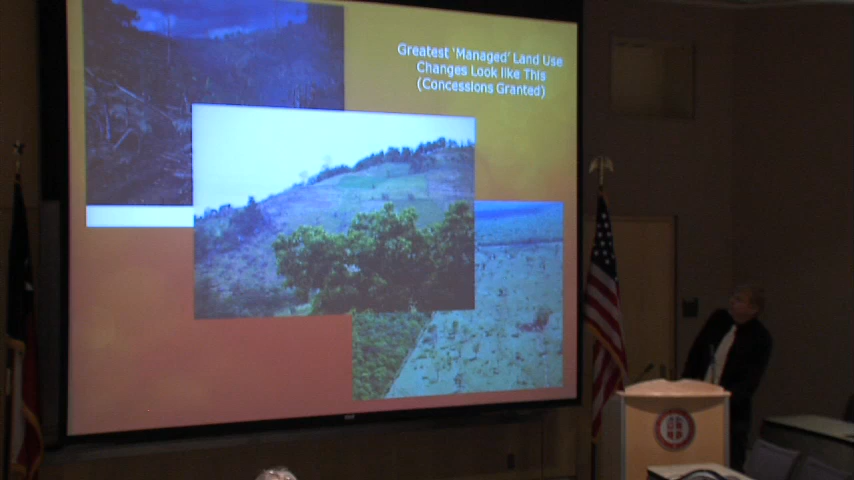 Greatest ‘Managed’ Land Use
Changes Look like This
(Concessions Granted)